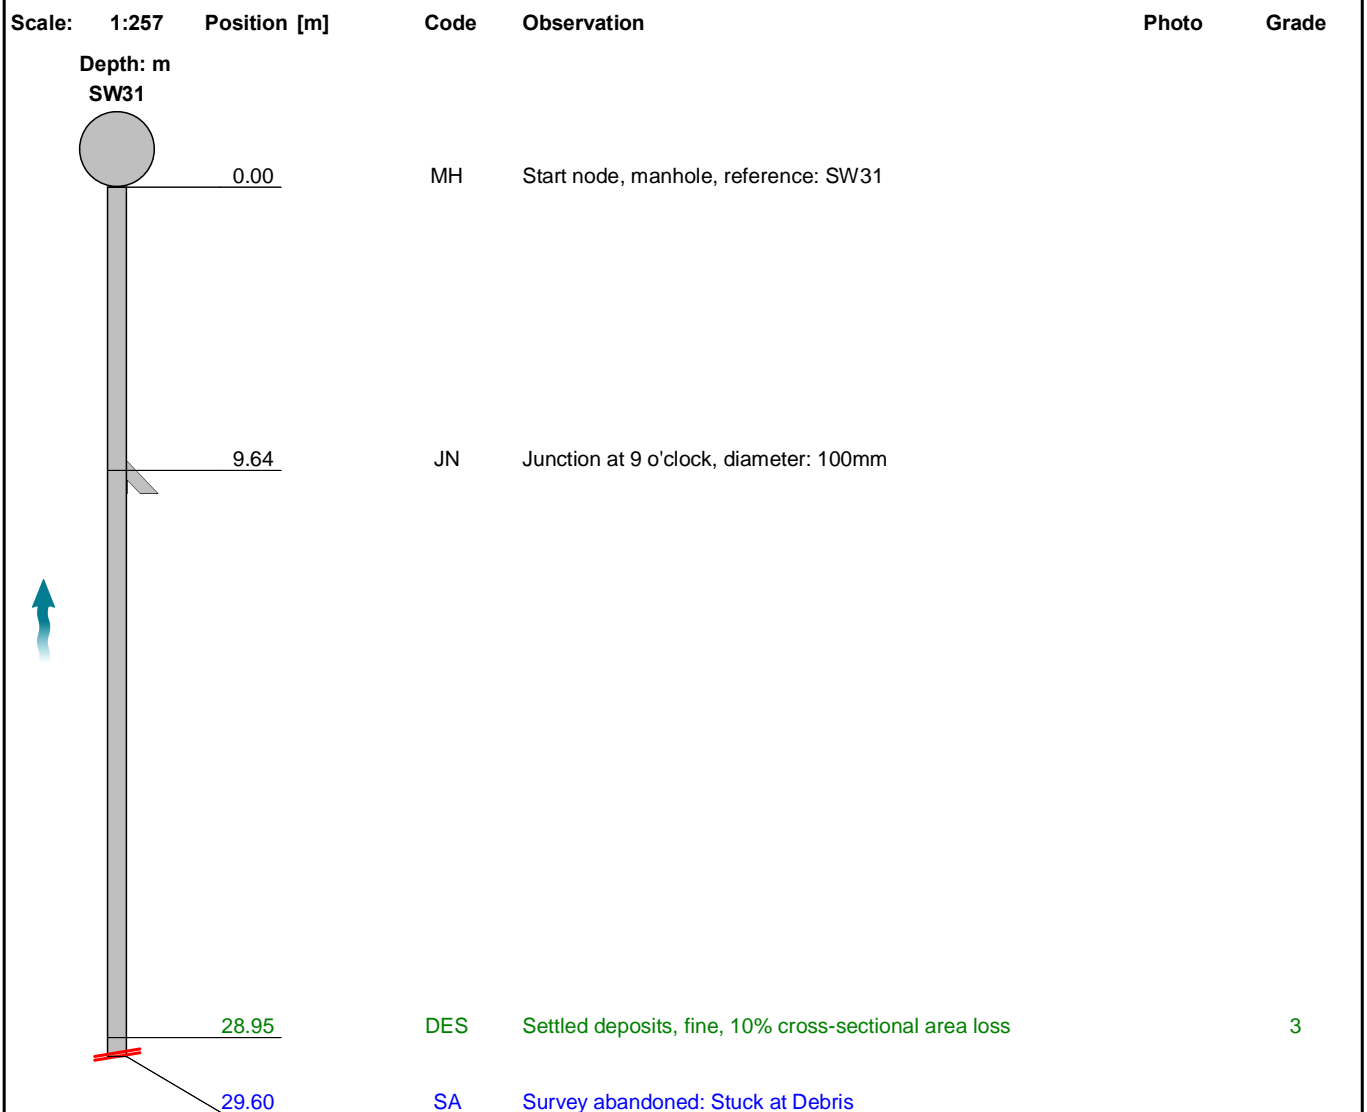 Scale: 1:257 Position [m] Code Observation Photo Grade
Depth: m
SW31
0.00 MH Start node, manhole, reference: SW31
9.64 JN Junction at 9 o'clock, diameter: 100mm
28.95 DES Settled deposits, fine, 10% cross-sectional area loss 3
29.60 SA Survey abandoned: Stuck at Debris